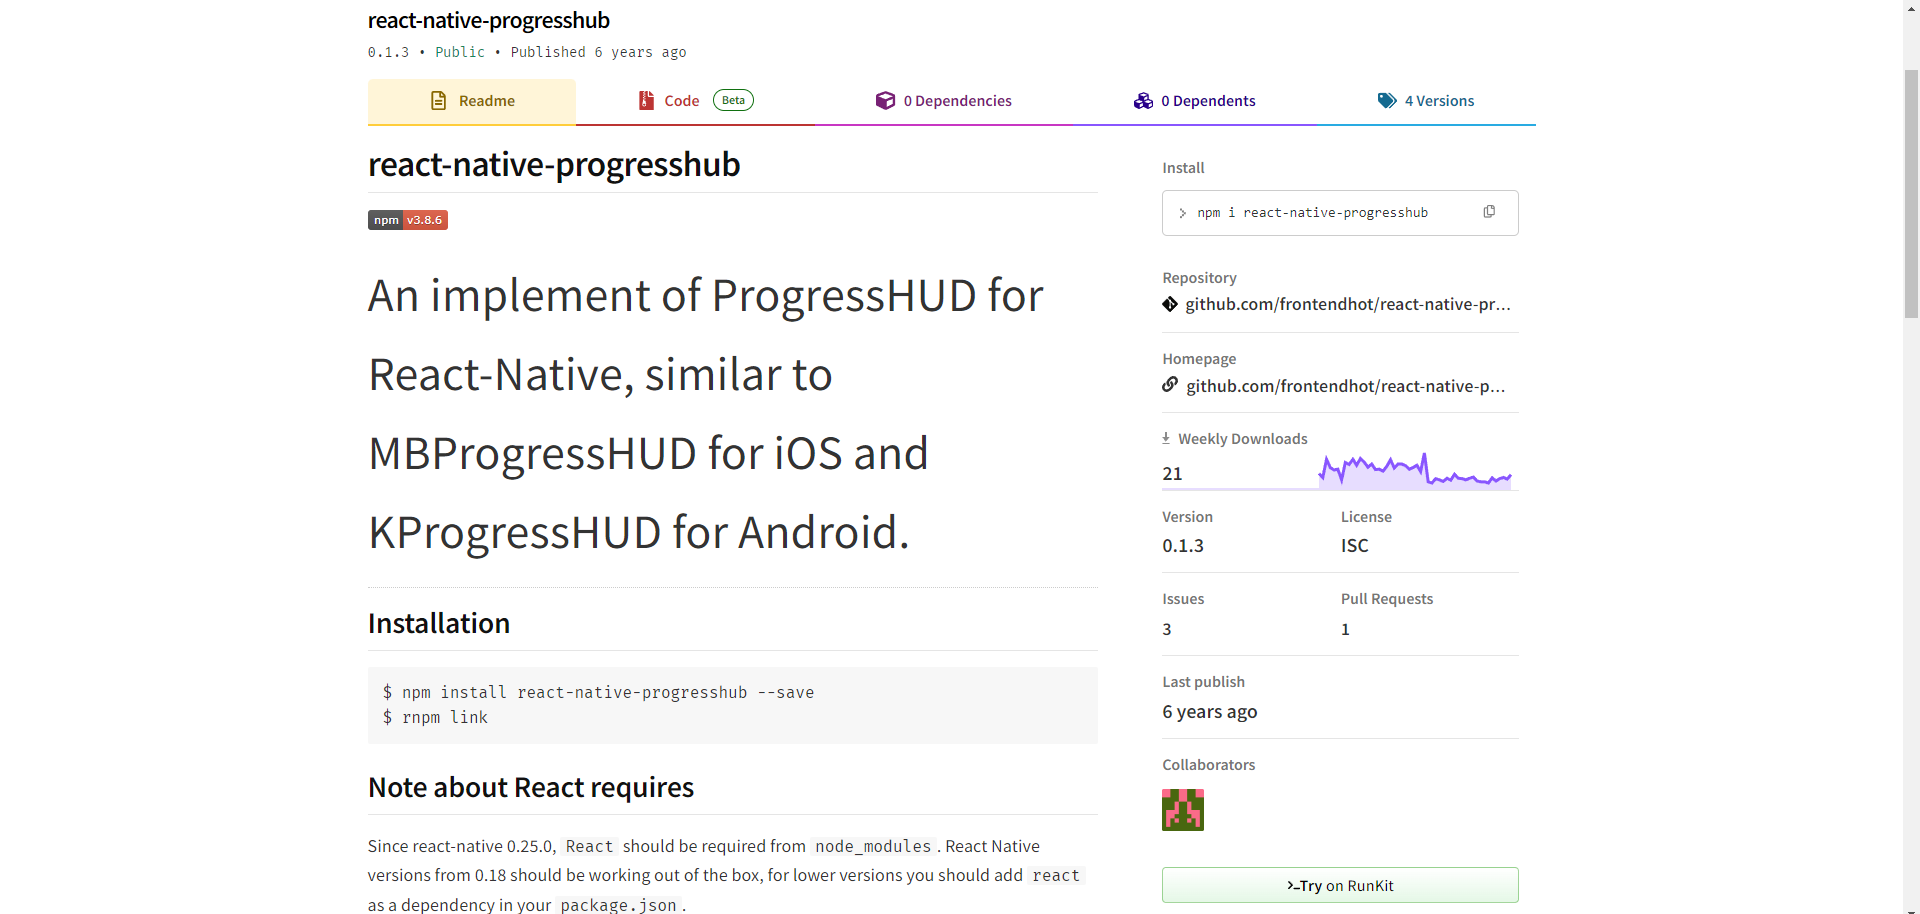 react-native-progresshub
0.1.3 • Public • Published 6 years ago
Readme
Code Beta
0 Dependencies
0 Dependents
4 Versions
react-native-progresshub
npm v3.8.6
An implement of ProgressHUD for
React-Native, similar to
MBProgressHUD for iOS and
KProgressHUD for Android.
Installation
$ npm install react-native-progresshub --save
$ rnpm link
Note about React requires
Since react-native 0.25.0, React should be required from node_modules. React Native
versions from 0.18 should be working out of the box, for lower versions you should add react
as a dependency in your package.json.
Install
> npm i react-native-progresshub
Repository
github.com/frontendhot/react-native-pr...
Homepage
github.com/frontendhot/react-native-p...
Weekly Downloads
21
Version
0.1.3
License
ISC
Issues
3
Pull Requests
1
Last publish
6 years ago
Collaborators
Try on RunKit